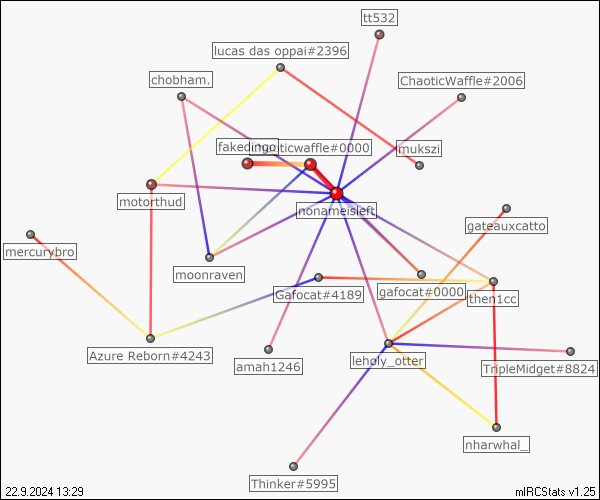 tt532
lucas das oppai#2396
chobham.
ChaoticWaffle#2006
fakedingo
chaoticwaffle#0000
mukszi
motorthud
nonameisleft
gateauxcatto
mercurybro
moonraven
Gafocat#4189
gafocat#0000
then1cc
Azure Reborn#4243
amah1246
leholy_otter
TripleMidget#8824
nharwhal_
Thinker#5995
22.9.2024 13:29
mIRCStats v1.25